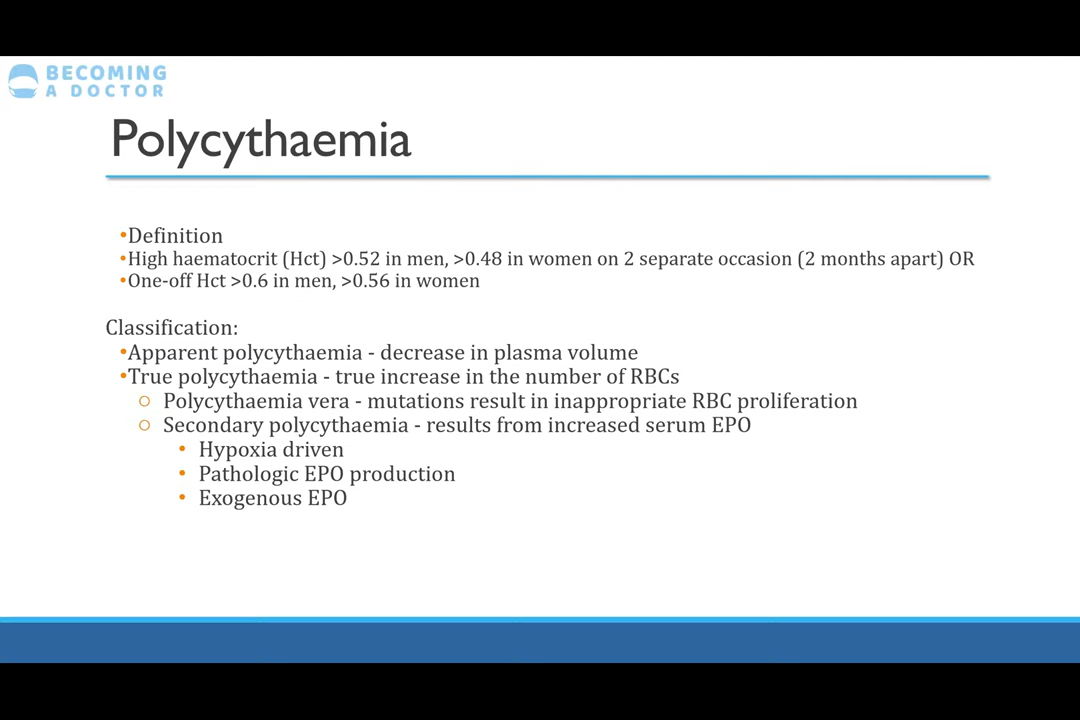 BECOMING
A DOCTOR
Polycythaemia
•Definition
•High haematocrit (Hct) >0.52 in men, >0.48 in women on 2 separate occasion (2 months apart) OR
•One-off Hct >0.6 in men, >0.56 in women
Classification:
•Apparent polycythaemia - decrease in plasma volume
•True polycythaemia - true increase in the number of RBCs
○ Polycythaemia vera - mutations result in inappropriate RBC proliferation
○ Secondary polycythaemia - results from increased serum EPO
• Hypoxia driven
• Pathologic EPO production
• Exogenous EPO